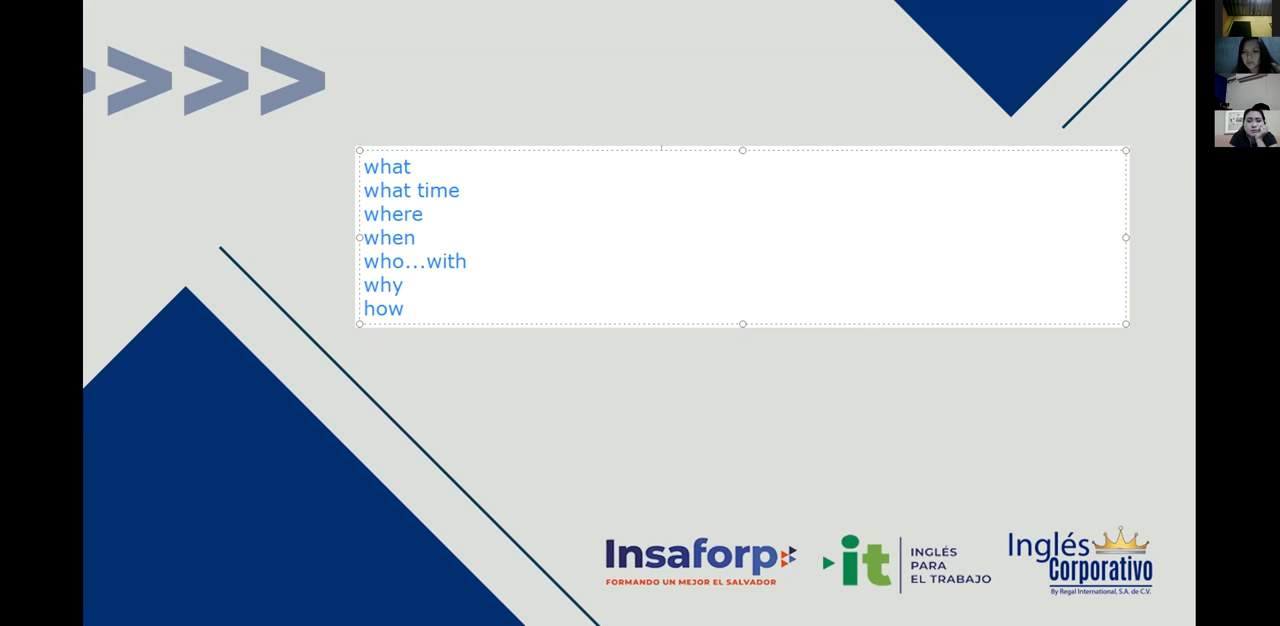 what
what time
where
when
who...with
why
how
Insaforp
FORMANDO UN MEJOR EL SALVADOR
it
INGLÉS
PARA
EL TRABAJO
Inglés
Corporativo
By Regal International, S.A. de C.V.